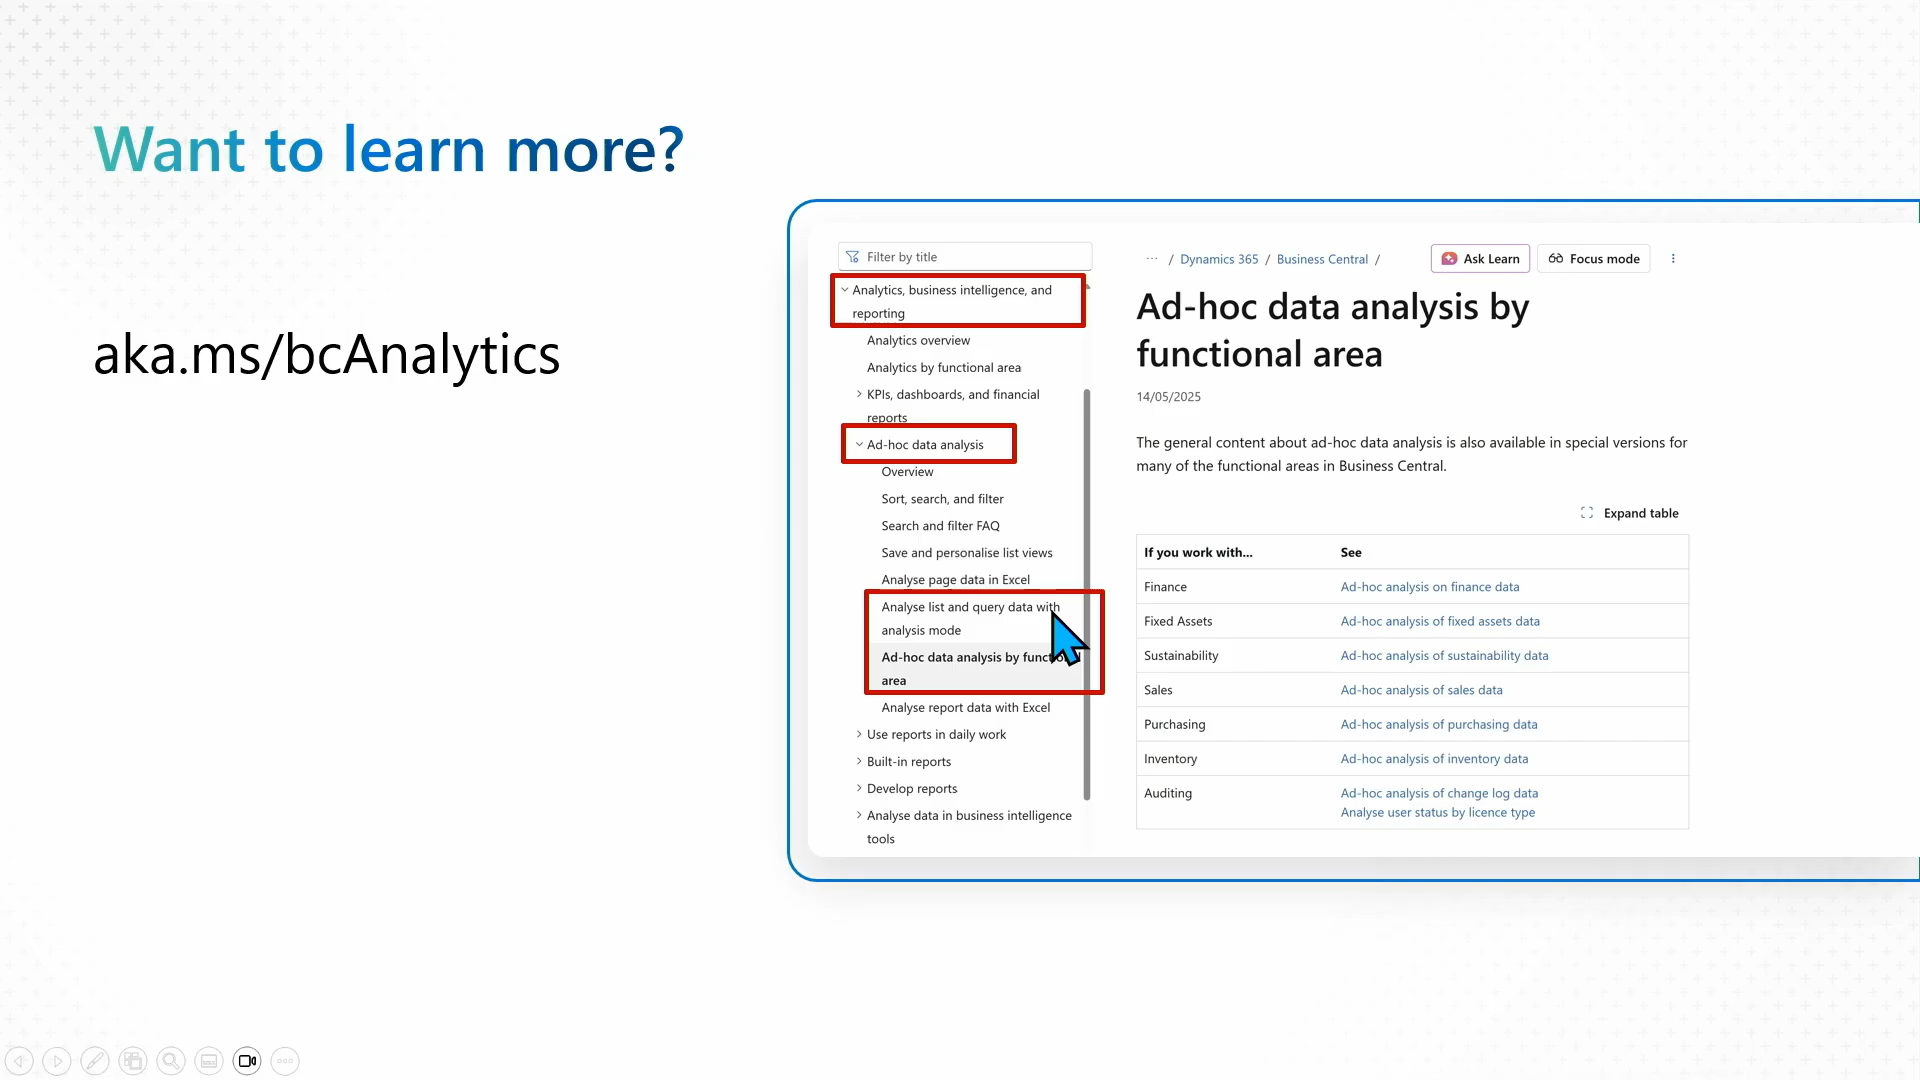 Want to learn more?
aka.ms/bcAnalytics
Filter by title
Analytics, business intelligence, and
reporting
Analytics overview
Analytics by functional area
KPIs, dashboards, and financial
reports
Ad-hoc data analysis
Overview
Sort, search, and filter
Search and filter FAQ
Save and personalise list views
Analyse page data in Excel
Analyse list and query data with
analysis mode
Ad-hoc data analysis by functional
area
Analyse report data with Excel
Use reports in daily work
Built-in reports
Develop reports
Analyse data in business intelligence
tools
... / Dynamics 365 / Business Central /
Ask Learn
Focus mode
Ad-hoc data analysis by
functional area
14/05/2025
The general content about ad-hoc data analysis is also available in special versions for
many of the functional areas in Business Central.
Expand table
If you work with... See
Finance Ad-hoc analysis on finance data
Fixed Assets Ad-hoc analysis of fixed assets data
Sustainability Ad-hoc analysis of sustainability data
Sales Ad-hoc analysis of sales data
Purchasing Ad-hoc analysis of purchasing data
Inventory Ad-hoc analysis of inventory data
Auditing Ad-hoc analysis of change log data
Analyse user status by licence type